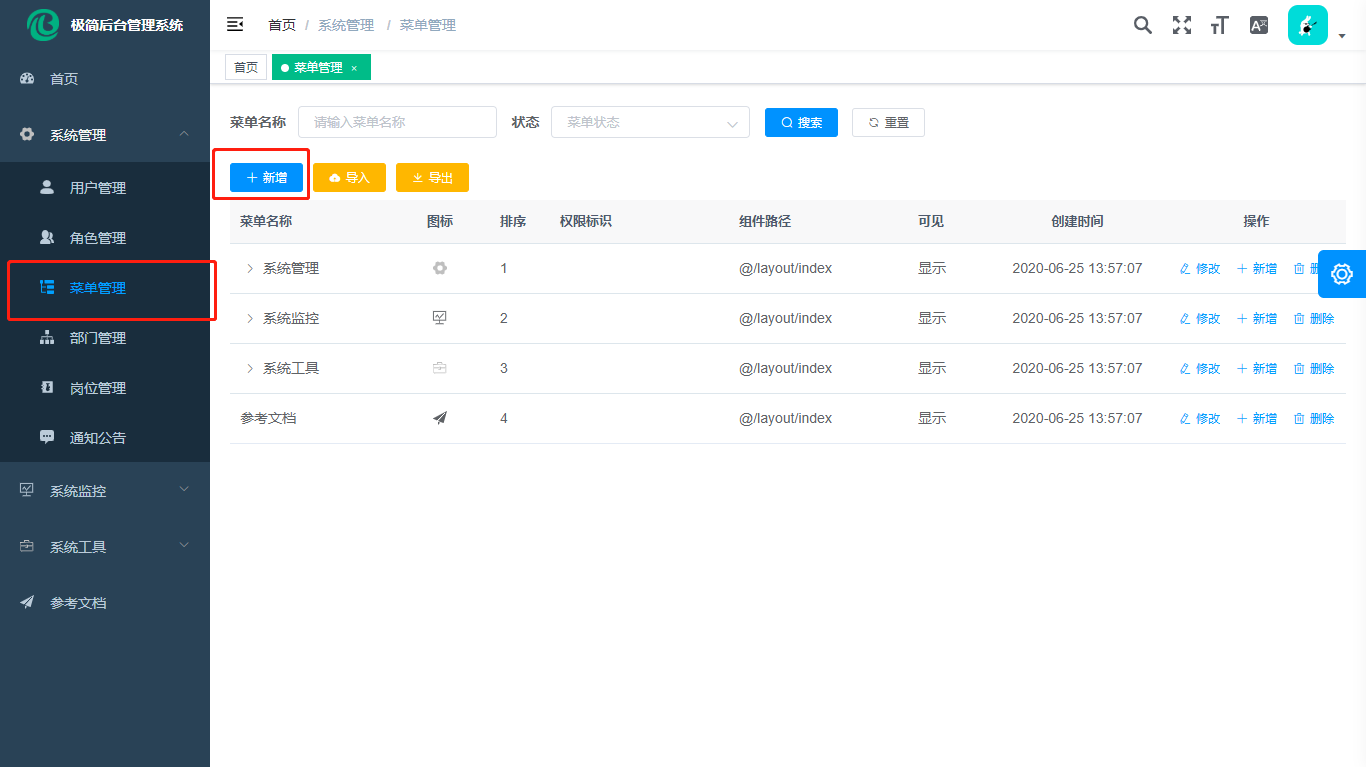 极简后台管理系统
首页 / 系统管理 / 菜单管理
首页
菜单管理 ×
首页
系统管理
用户管理
角色管理
菜单管理
部门管理
岗位管理
通知公告
系统监控
系统工具
参考文档
菜单名称 请输入菜单名称 状态 菜单状态 搜索 重置
新增 导入 导出
菜单名称 图标 排序 权限标识 组件路径 可见 创建时间 操作
系统管理 1 @/layout/index 显示 2020-06-25 13:57:07 修改 新增
系统监控 2 @/layout/index 显示 2020-06-25 13:57:07 修改 新增 删除
系统工具 3 @/layout/index 显示 2020-06-25 13:57:07 修改 新增 删除
参考文档 4 @/layout/index 显示 2020-06-25 13:57:07 修改 新增 删除